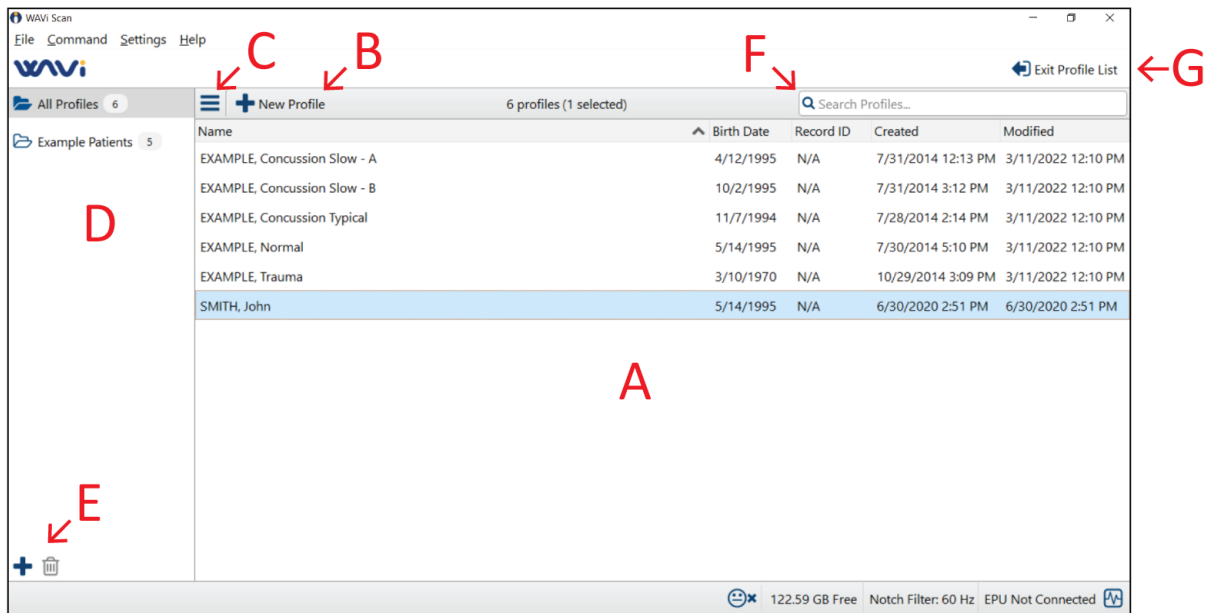 WAVi Scan
File Command Settings Help
WAVi
C B F
Exit Profile List G
All Profiles 6
New Profile 6 profiles (1 selected) Search Profiles...
Example Patients 5
Name Birth Date Record ID Created Modified
EXAMPLE, Concussion Slow - A 4/12/1995 N/A 7/31/2014 12:13 PM 3/11/2022 12:10 PM
EXAMPLE, Concussion Slow - B 10/2/1995 N/A 7/31/2014 3:12 PM 3/11/2022 12:10 PM
D
EXAMPLE, Concussion Typical 11/7/1994 N/A 7/28/2014 2:14 PM 3/11/2022 12:10 PM
EXAMPLE, Normal 5/14/1995 N/A 7/30/2014 5:10 PM 3/11/2022 12:10 PM
EXAMPLE, Trauma 3/10/1970 N/A 10/29/2014 3:09 PM 3/11/2022 12:10 PM
SMITH, John 5/14/1995 N/A 6/30/2020 2:51 PM 6/30/2020 2:51 PM
A
E
122.59 GB Free Notch Filter: 60 Hz EPU Not Connected